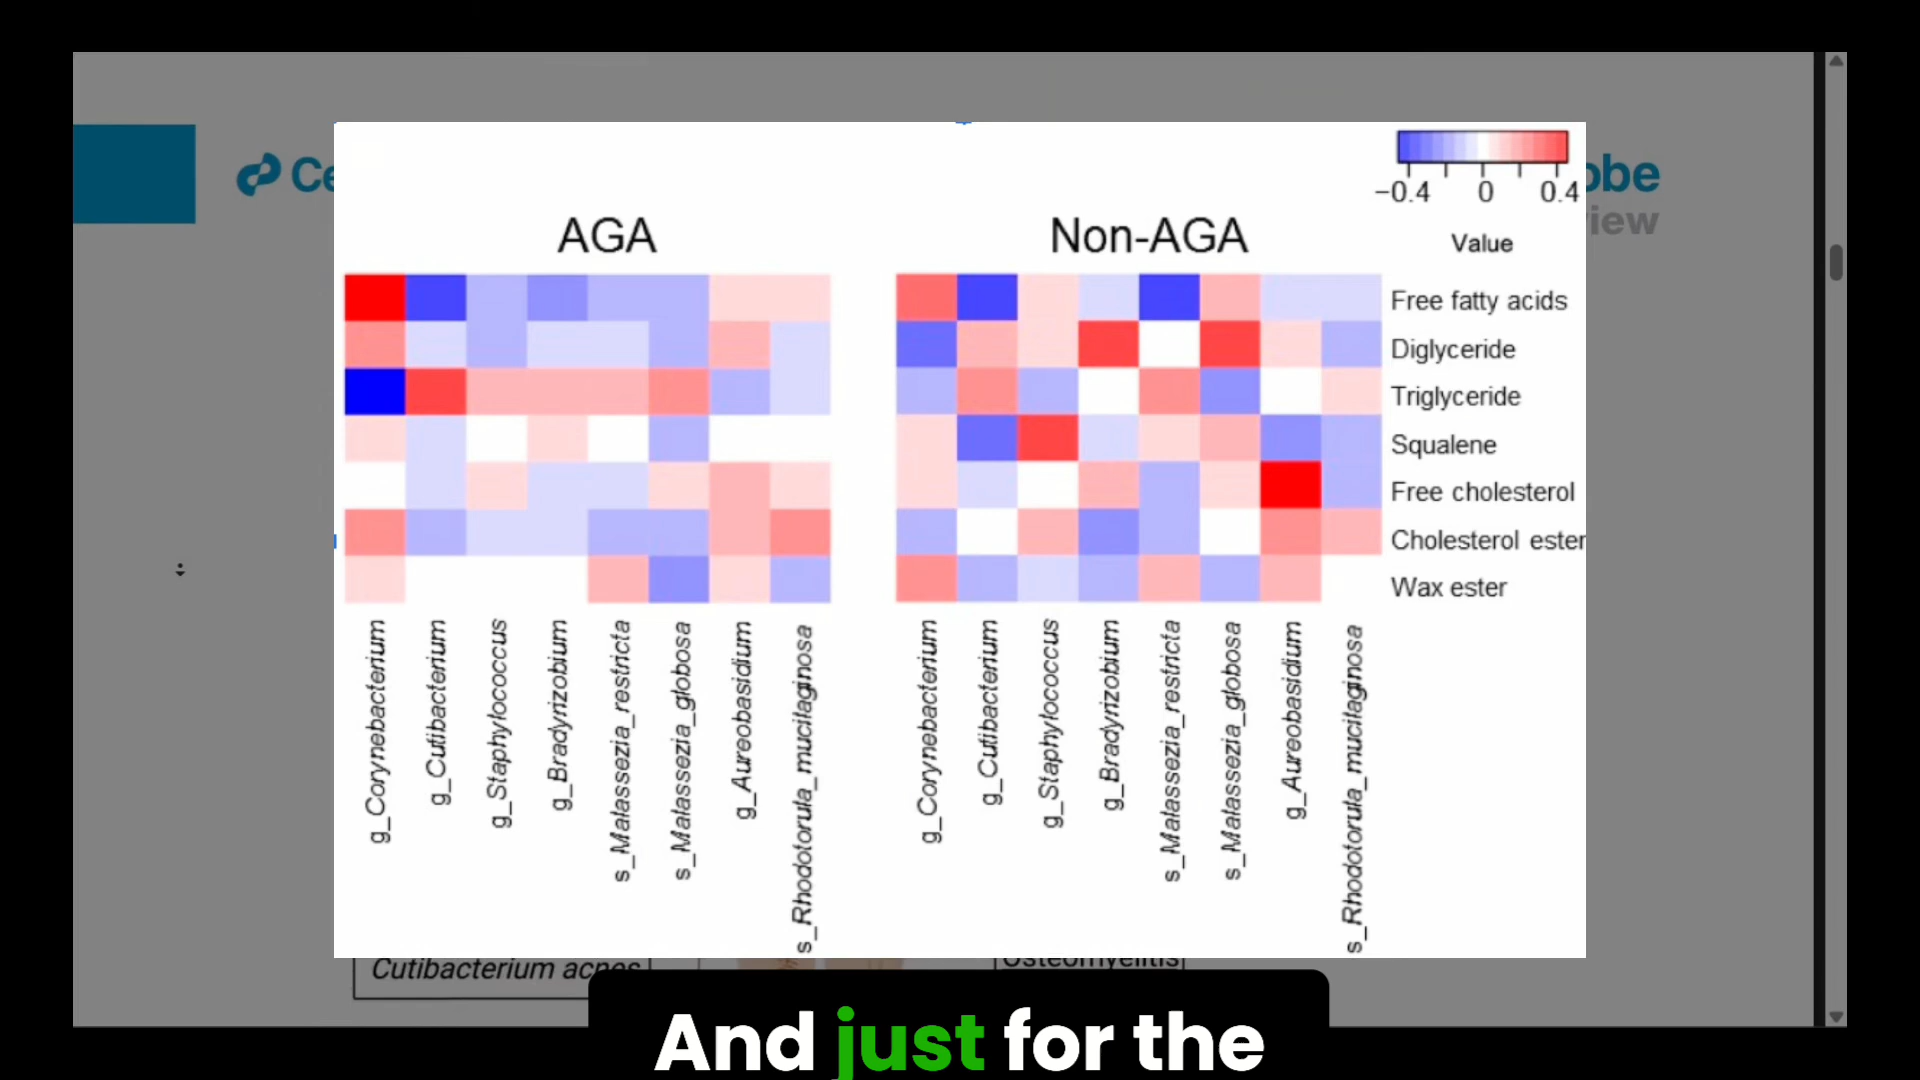 Ce
obe
iew
−0.4 0 0.4
Value
AGA
Non-AGA
Free fatty acids
Diglyceride
Triglyceride
Squalene
Free cholesterol
Cholesterol ester
Wax ester
g_Corynebacterium
g_Cutibacterium
g_Staphylococcus
g_Bradyrizobium
s_Malassezia_restricta
s_Malassezia_globosa
g_Aureobasidium
s_Rhodotorula_mucilaginosa
g_Corynebacterium
g_Cutibacterium
g_Staphylococcus
g_Bradyrizobium
s_Malassezia_restricta
s_Malassezia_globosa
g_Aureobasidium
s_Rhodotorula_mucilaginosa
Cutibacterium acnes
Osteomyelitis
And just for the